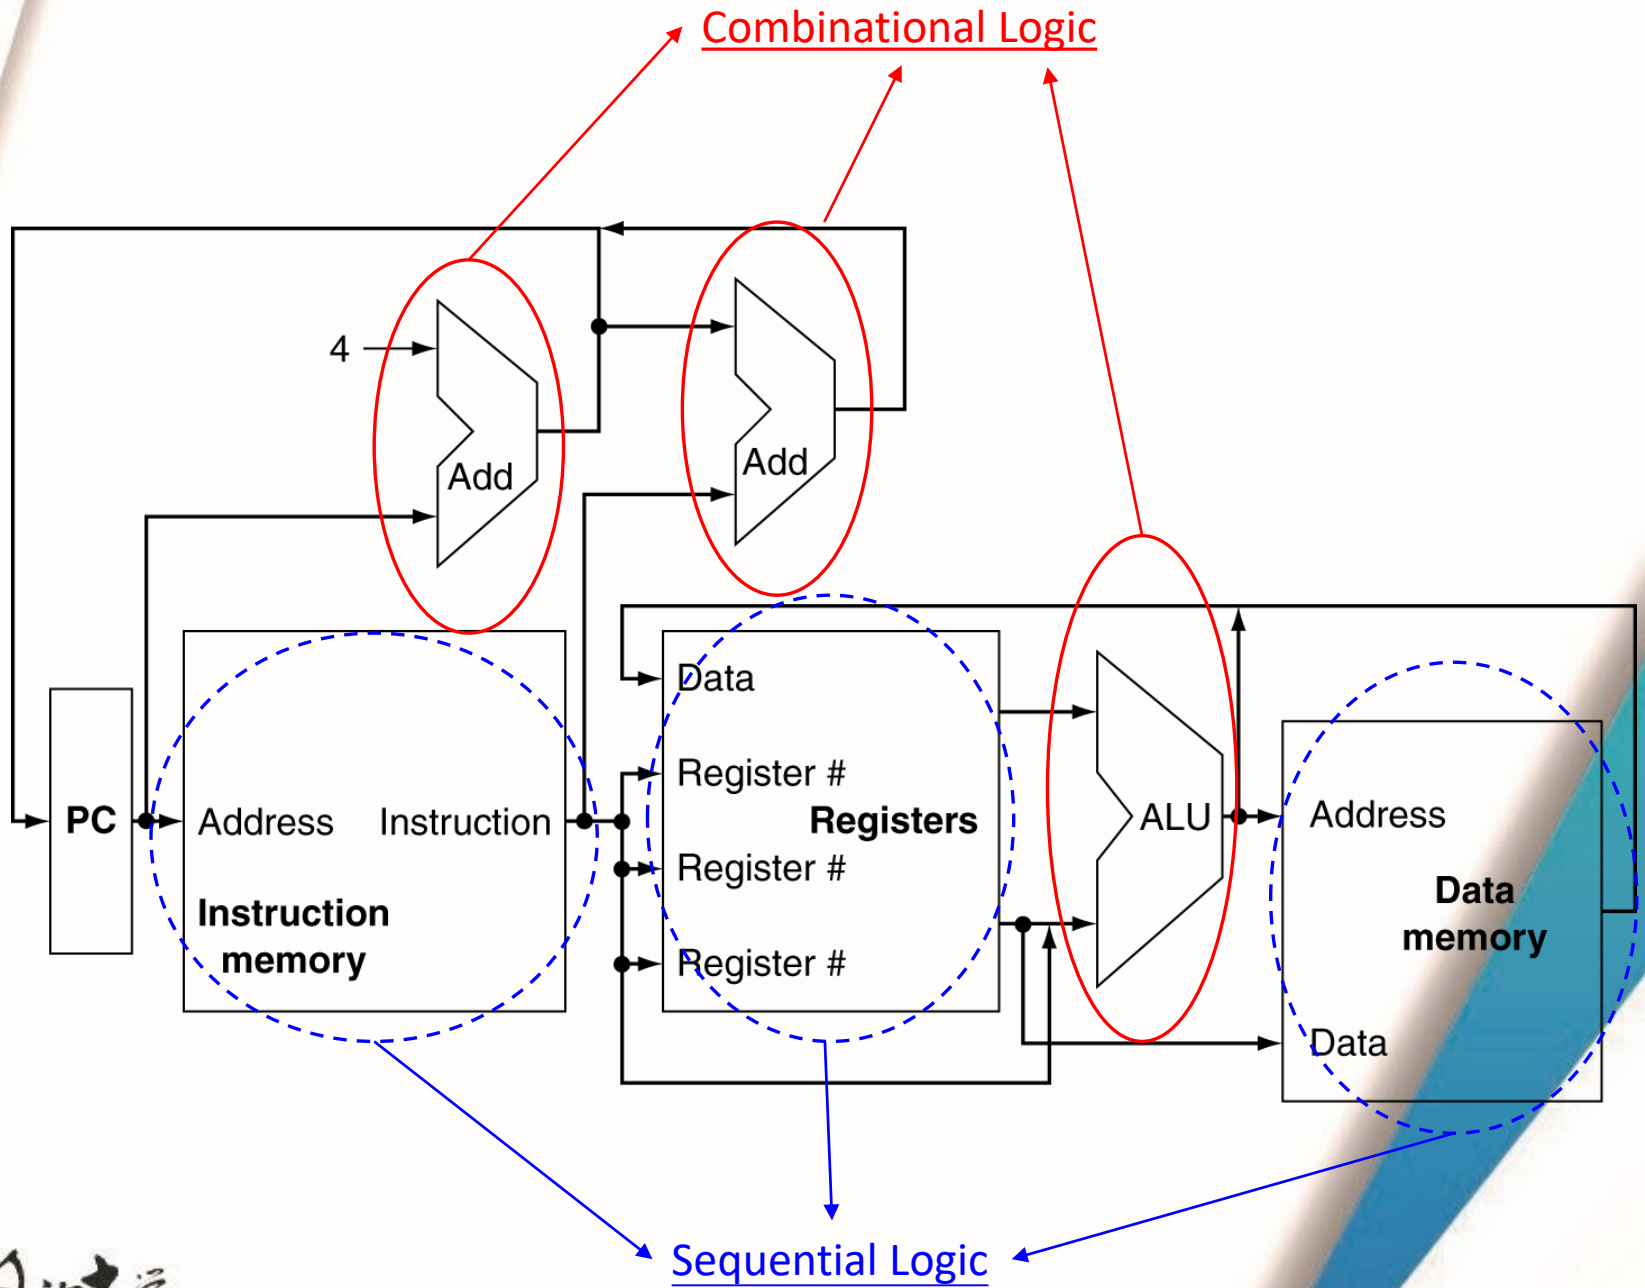 Combinational Logic
4
Add
Add
Data
Register #
PC
Address
Instruction
Registers
ALU
Address
Register #
Instruction
memory
Data
memory
Register #
Data
Sequential Logic